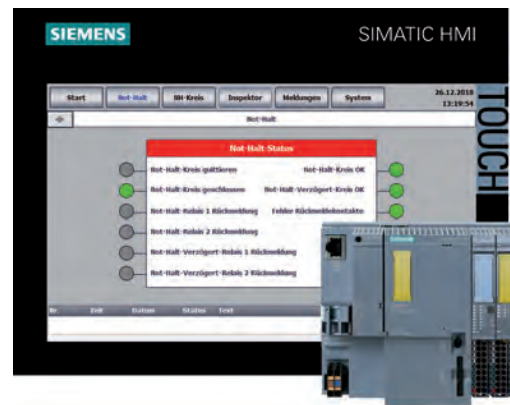 SIEMENS
SIMATIC HMI
TOUCH
Start Not-Halt NH-Kreis Inspektor Meldungen System
26.12.2018
13:19:54
Not-Halt
Not-Halt-Status
Not-Halt-Kreis quittieren Not-Halt-Kreis OK
Not-Halt-Kreis geschlossen Not-Halt-Verzögert-Kreis OK
Not-Halt-Relais 1 Rückmeldung Fehler Rückmeldekontakte
Not-Halt-Relais 2 Rückmeldung
Not-Halt-Verzögert-Relais 1 Rückmeldung
Not-Halt-Verzögert-Relais 2 Rückmeldung
Nr. Zeit Datum Status Text